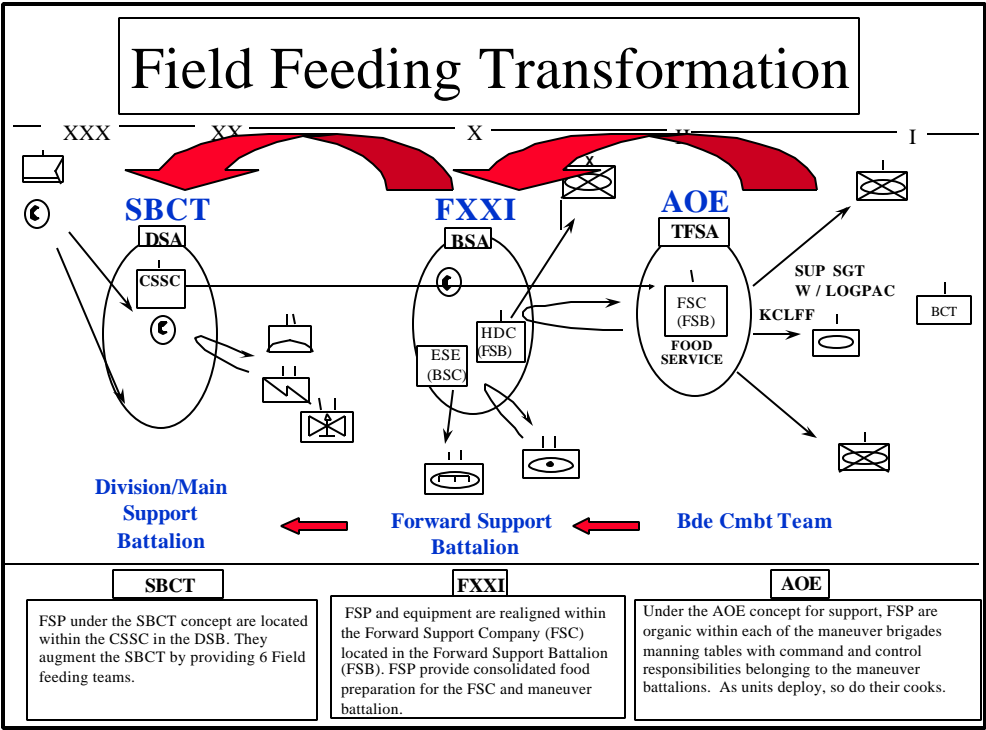 Field Feeding Transformation
XXX
XX
X
II
I
X
SBCT
FXXI
AOE
DSA
BSA
TFSA
CSSC
HDC
(FSB)
ESE
(BSC)
FSC
(FSB)
FOOD
SERVICE
SUP SGT
W / LOGPAC
KCLFF
BCT
Division/Main
Support
Battalion
Forward Support
Battalion
Bde Cmbt Team
SBCT
FSP under the SBCT concept are located
within the CSSC in the DSB. They
augment the SBCT by providing 6 Field
feeding teams.
FXXI
FSP and equipment are realigned within
the Forward Support Company (FSC)
located in the Forward Support Battalion
(FSB). FSP provide consolidated food
preparation for the FSC and maneuver
battalion.
AOE
Under the AOE concept for support, FSP are
organic within each of the maneuver brigades
manning tables with command and control
responsibilities belonging to the maneuver
battalions. As units deploy, so do their cooks.